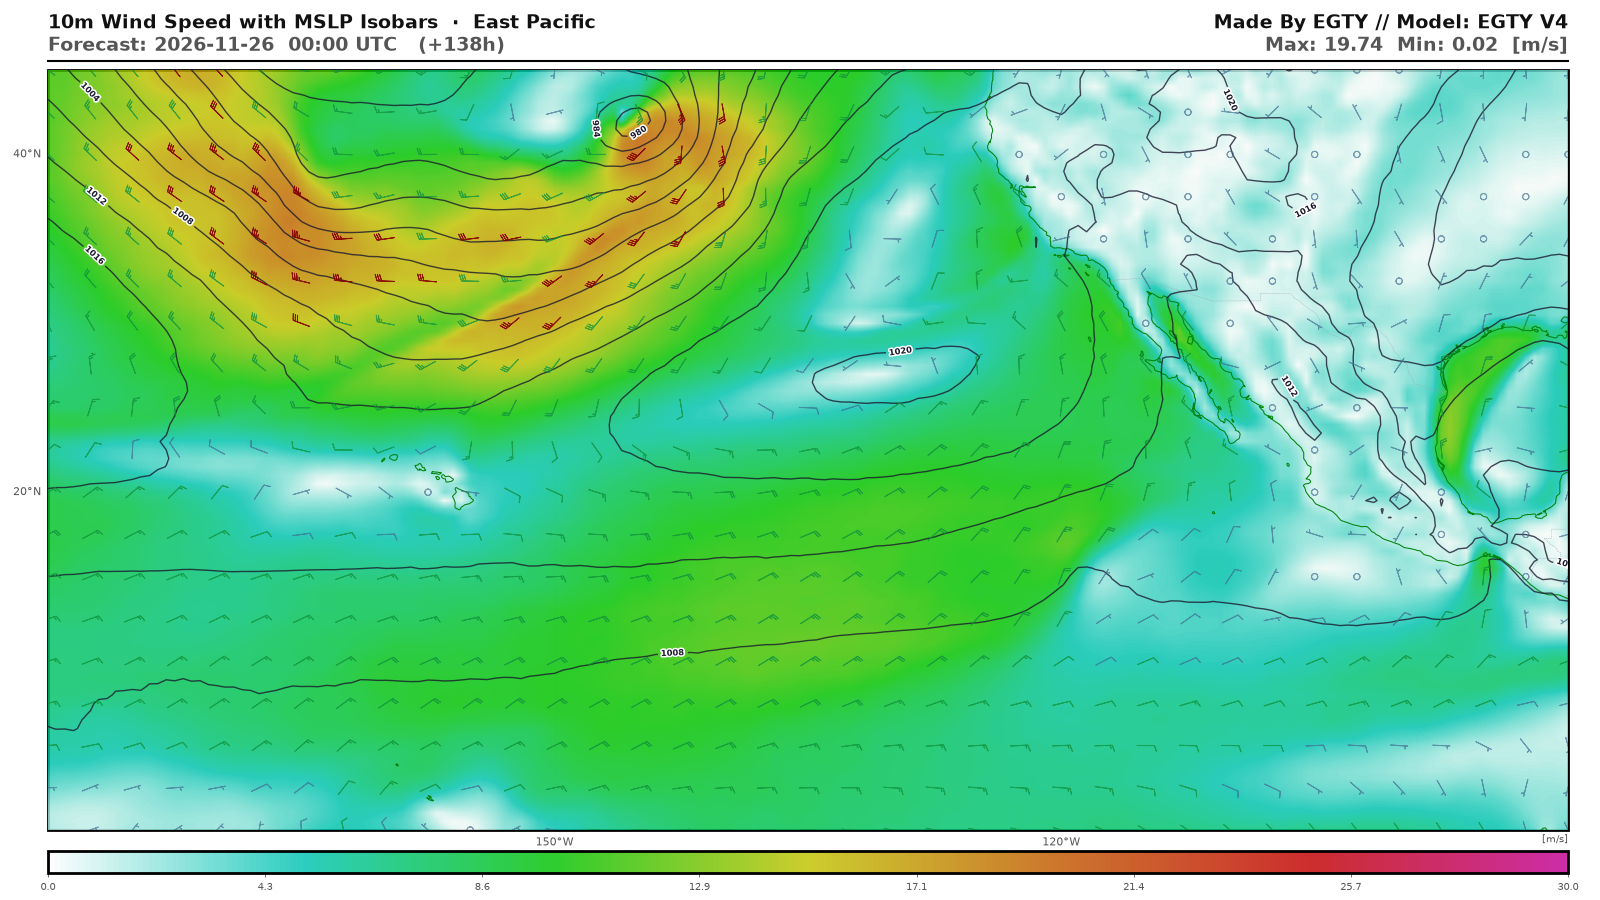 10m Wind Speed with MSLP Isobars · East Pacific
Made By EGTY // Model: EGTY V4
Forecast: 2026-11-26 00:00 UTC (+138h)
Max: 19.74 Min: 0.02 [m/s]
1004
1020
984
980
40°N
1012
1008
1016
1016
1020
1012
20°N
10
1008
150°W
120°W
[m/s]
0.0
4.3
8.6
12.9
17.1
21.4
25.7
30.0